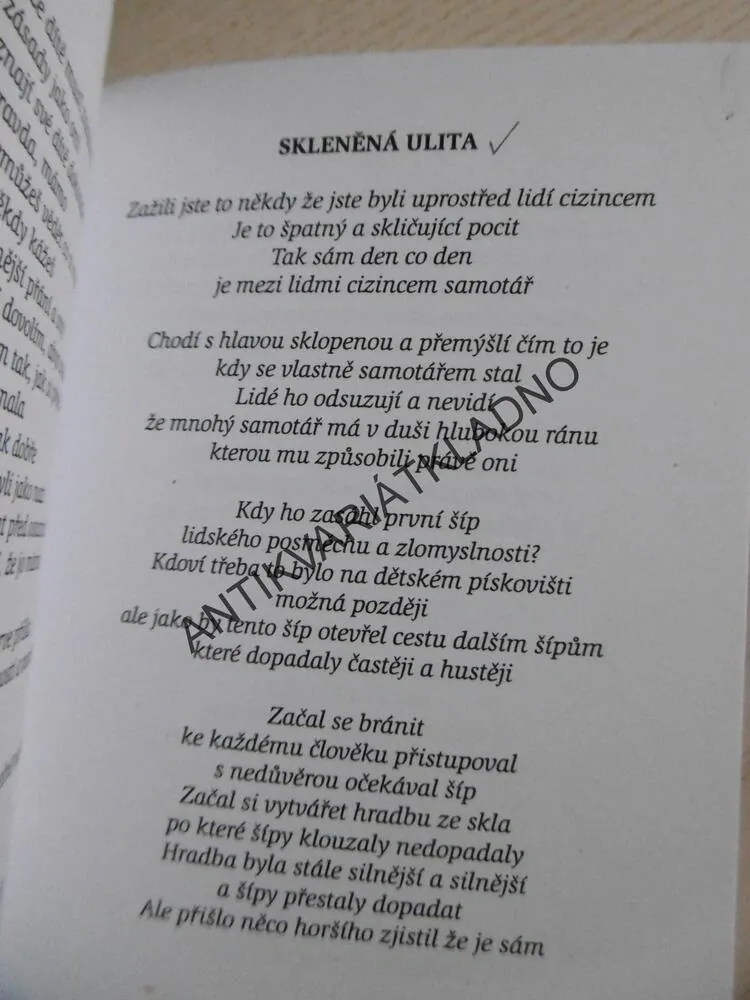 SKLENĚNÁ ULITA
Zažili jste to někdy že jste byli uprostřed lidí cizincem
Je to špatný a skličující pocit
Tak sám den co den
je mezi lidmi cizincem samotář
Chodí s hlavou sklopenou a přemýšlí čím to je
kdy se vlastně samotářem stal
Lidé ho odsuzují a nevidí
že mnohý samotář má v duši hlubokou ránu
kterou mu způsobili právě oni
Kdy ho zasáhl první šíp
lidského posměchu a zlomyslnosti?
Kdoví třeba to bylo na dětském pískovišti
možná později
ale jako by tento šíp otevřel cestu dalším šípům
které dopadaly častěji a hustěji
Začal se bránit
ke každému člověku přistupoval
s nedůvěrou očekával šíp
Začal si vytvářet hradbu ze skla
po které šípy klouzaly nedopadaly
Hradba byla stále silnější a silnější
a šípy přestaly dopadat
Ale přišlo něco horšího zjistil že je sám
ANTIKVARIÁTKLADNO